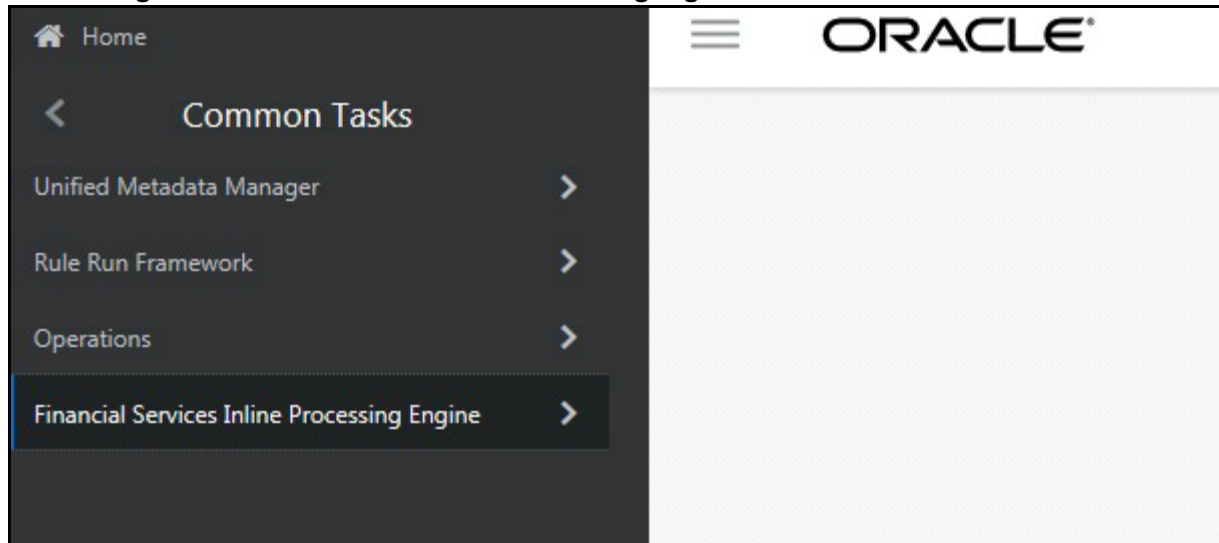 Home
ORACLE
Common Tasks
Unified Metadata Manager
Rule Run Framework
Operations
Financial Services Inline Processing Engine